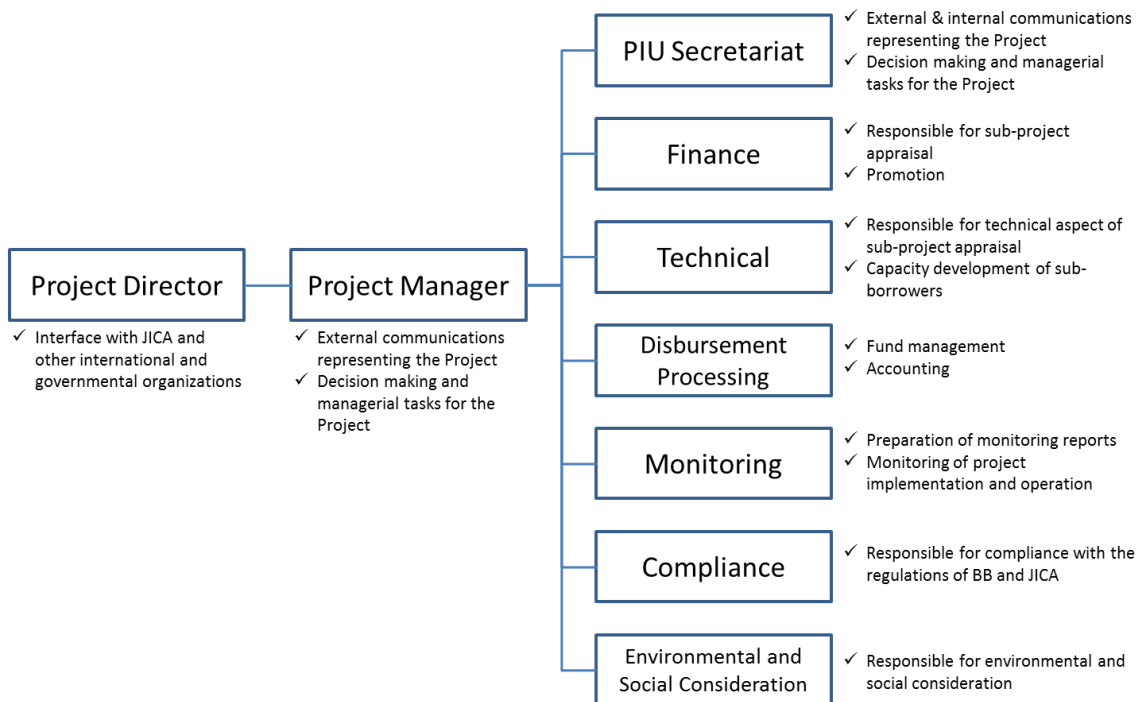 Project Director
✓ Interface with JICA and
other international and
governmental organizations
Project Manager
✓ External communications
representing the Project
✓ Decision making and
managerial tasks for the
Project
PIU Secretariat
✓ External & internal communications
representing the Project
✓ Decision making and managerial
tasks for the Project
Finance
✓ Responsible for sub-project
appraisal
✓ Promotion
Technical
✓ Responsible for technical aspect of
sub-project appraisal
✓ Capacity development of sub-
borrowers
Disbursement
Processing
✓ Fund management
✓ Accounting
Monitoring
✓ Preparation of monitoring reports
✓ Monitoring of project
implementation and operation
Compliance
✓ Responsible for compliance with the
regulations of BB and JICA
Environmental and
Social Consideration
✓ Responsible for environmental and
social consideration